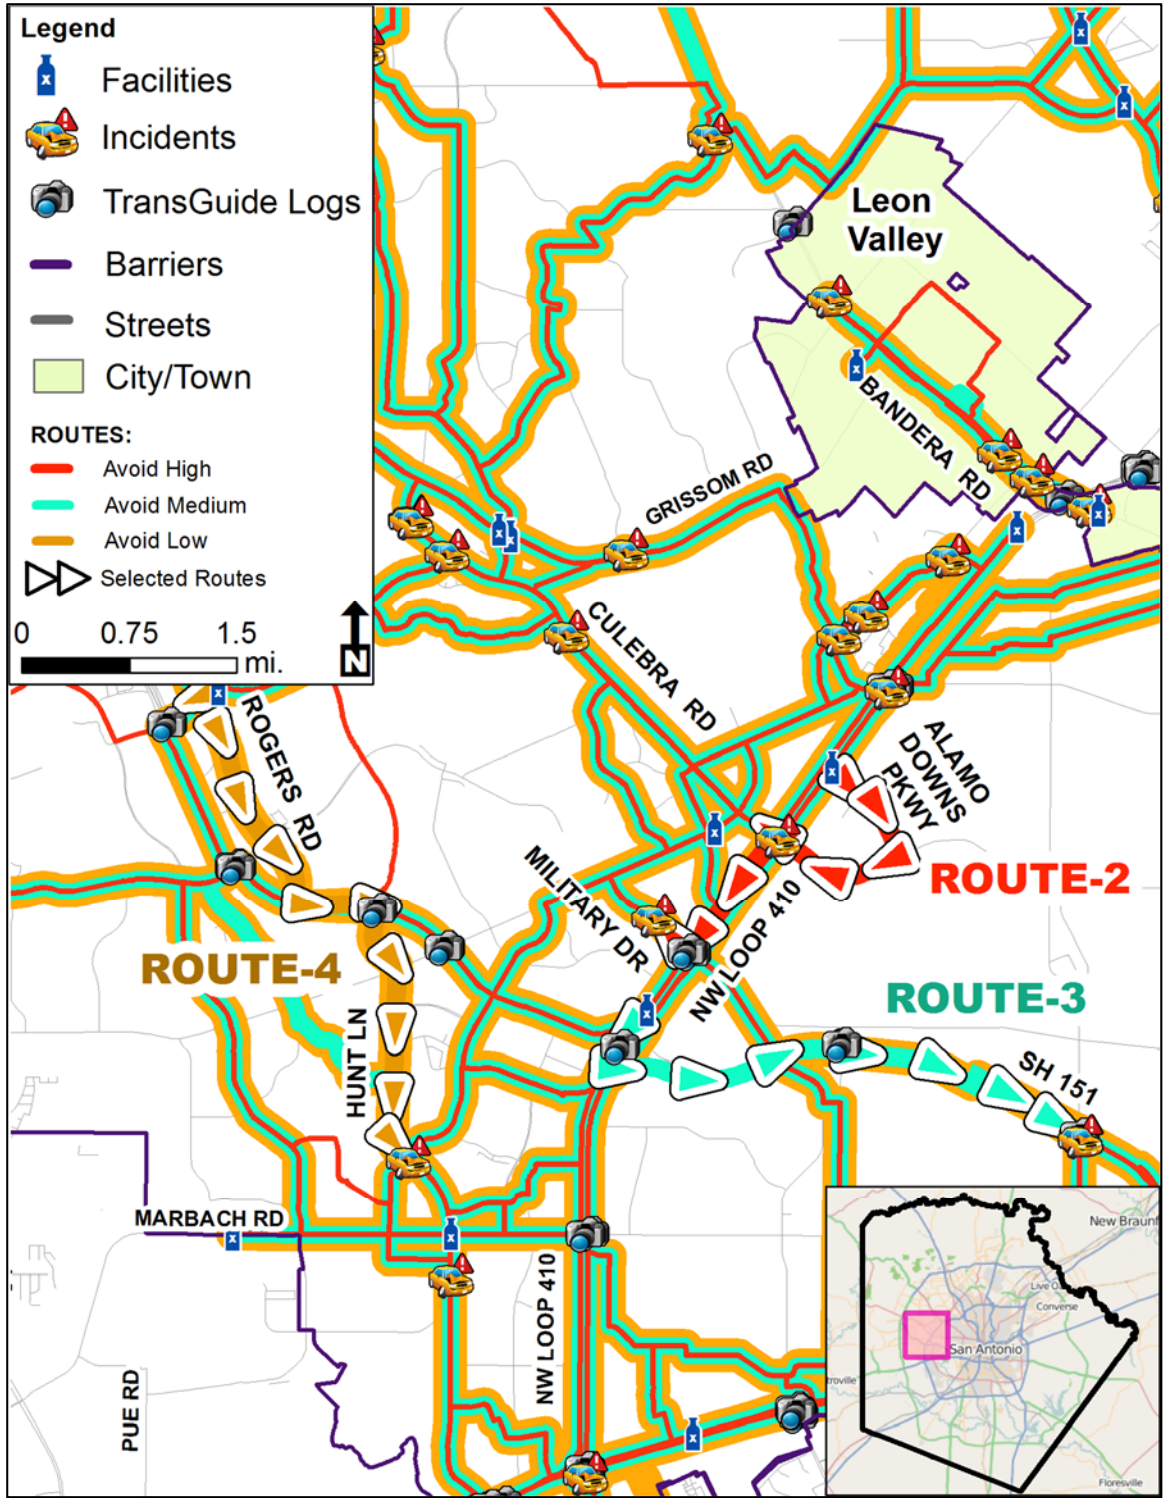 Legend
Facilities
Incidents
TransGuide Logs
Barriers
Streets
City/Town
ROUTES:
Avoid High
Avoid Medium
Avoid Low
Selected Routes
0 0.75 1.5
mi.
N
Leon
Valley
BANDERA RD
GRISSOM RD
CULEBRA RD
ROGERS RD
ALAMO
DOWNS
PKWY
MILITARY DR
NW LOOP 410
ROUTE-2
ROUTE-4
ROUTE-3
HUNT LN
SH 151
MARBACH RD
NW LOOP 410
PUE RD
New Braunf
Live O
Converse
San Antonio
troville
Floresville